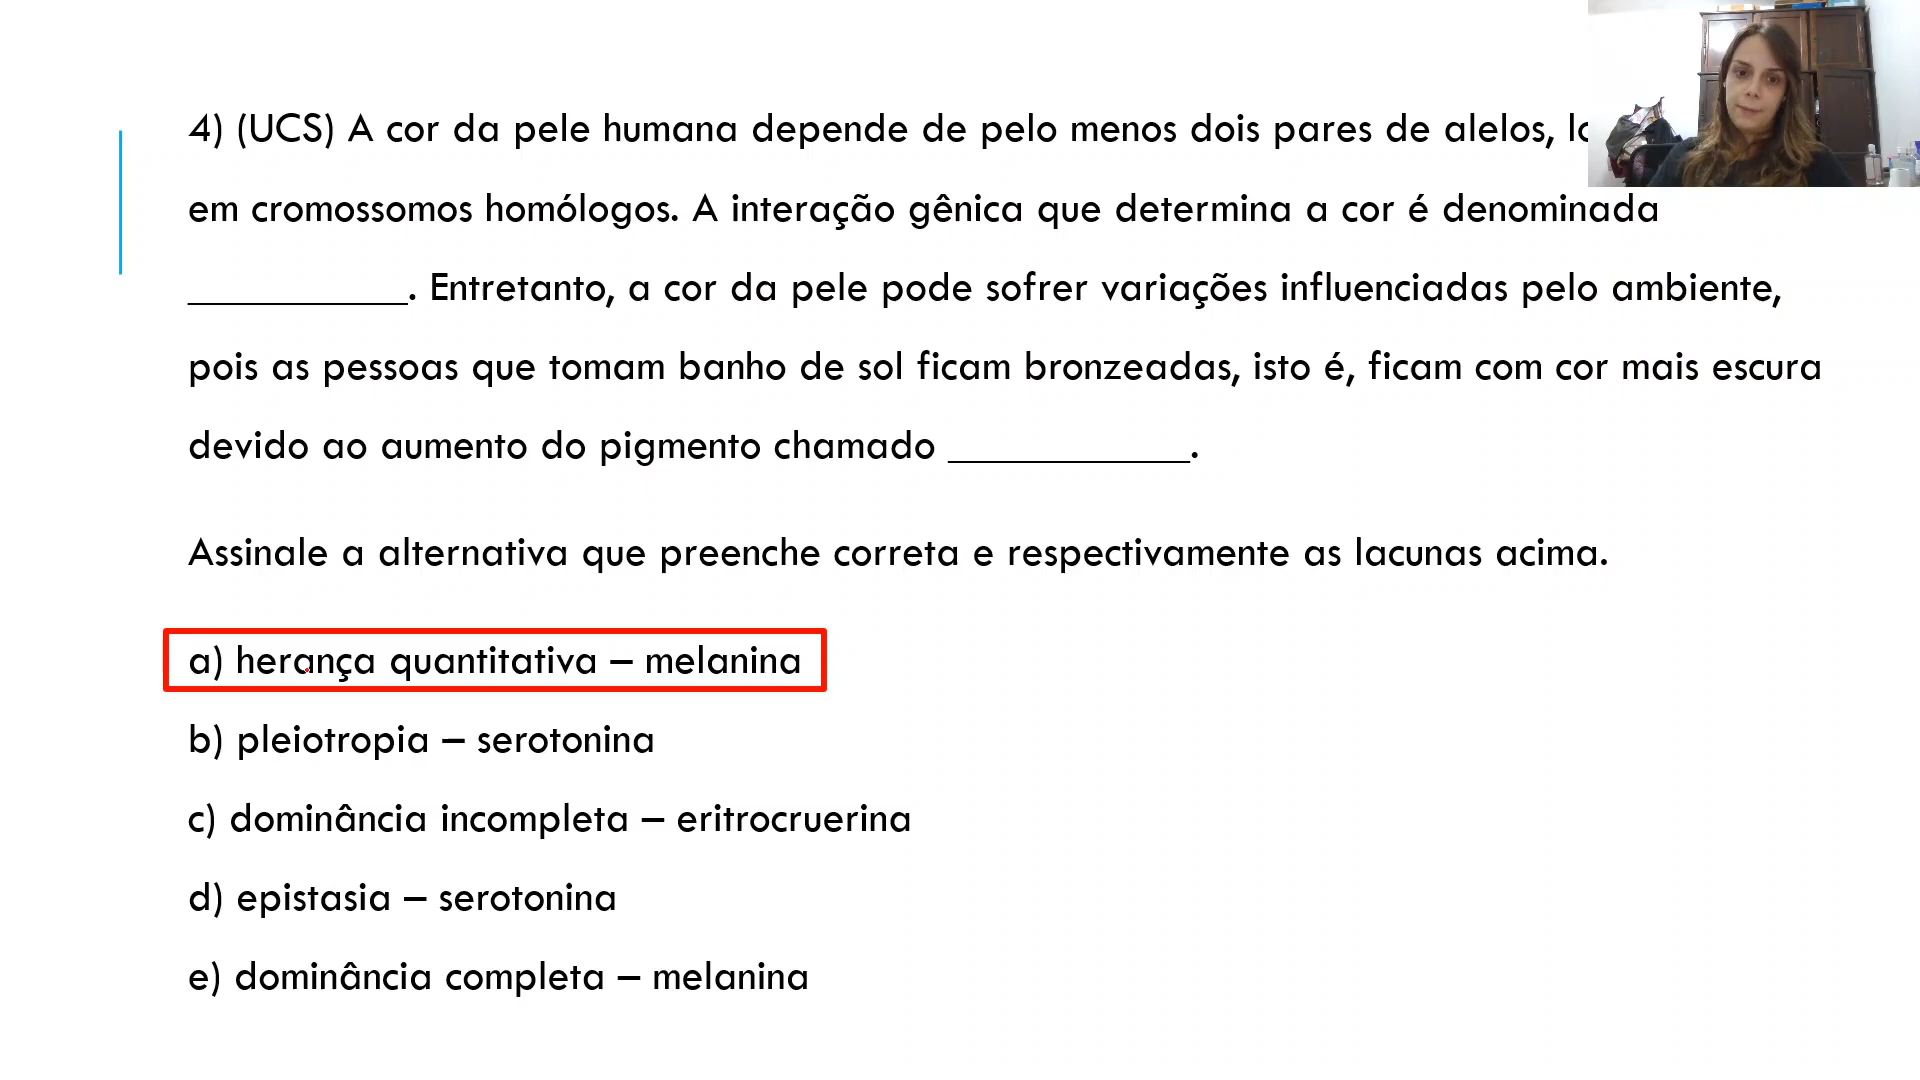 4) (UCS) A cor da pele humana depende de pelo menos dois pares de alelos,
em cromossomos homólogos. A interação gênica que determina a cor é denominada
___________. Entretanto, a cor da pele pode sofrer variações influenciadas pelo ambiente,
pois as pessoas que tomam banho de sol ficam bronzeadas, isto é, ficam com cor mais escura
devido ao aumento do pigmento chamado ____________.
Assinale a alternativa que preenche correta e respectivamente as lacunas acima.
a) herança quantitativa – melanina
b) pleiotropia – serotonina
c) dominância incompleta – eritrocruerina
d) epistasia – serotonina
e) dominância completa – melanina